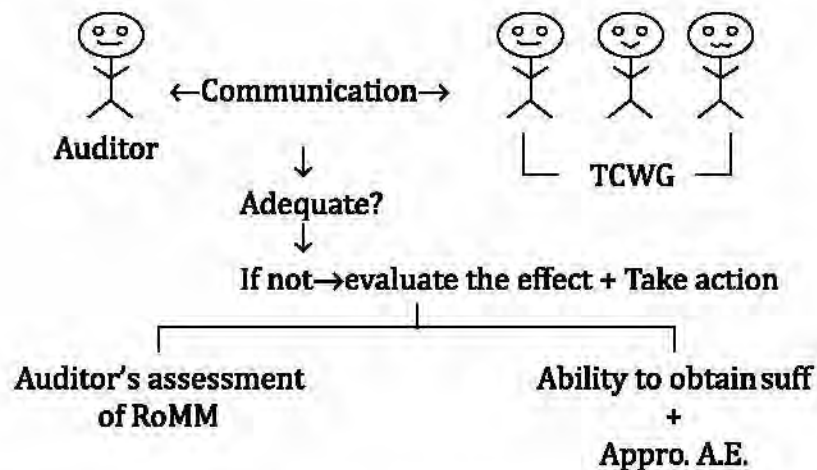 ←Communication→
Auditor
TCWG
↓
Adequate?
↓
If not→evaluate the effect + Take action
Auditor's assessment
of RoMM
Ability to obtain suff
+
Appro. A.E.